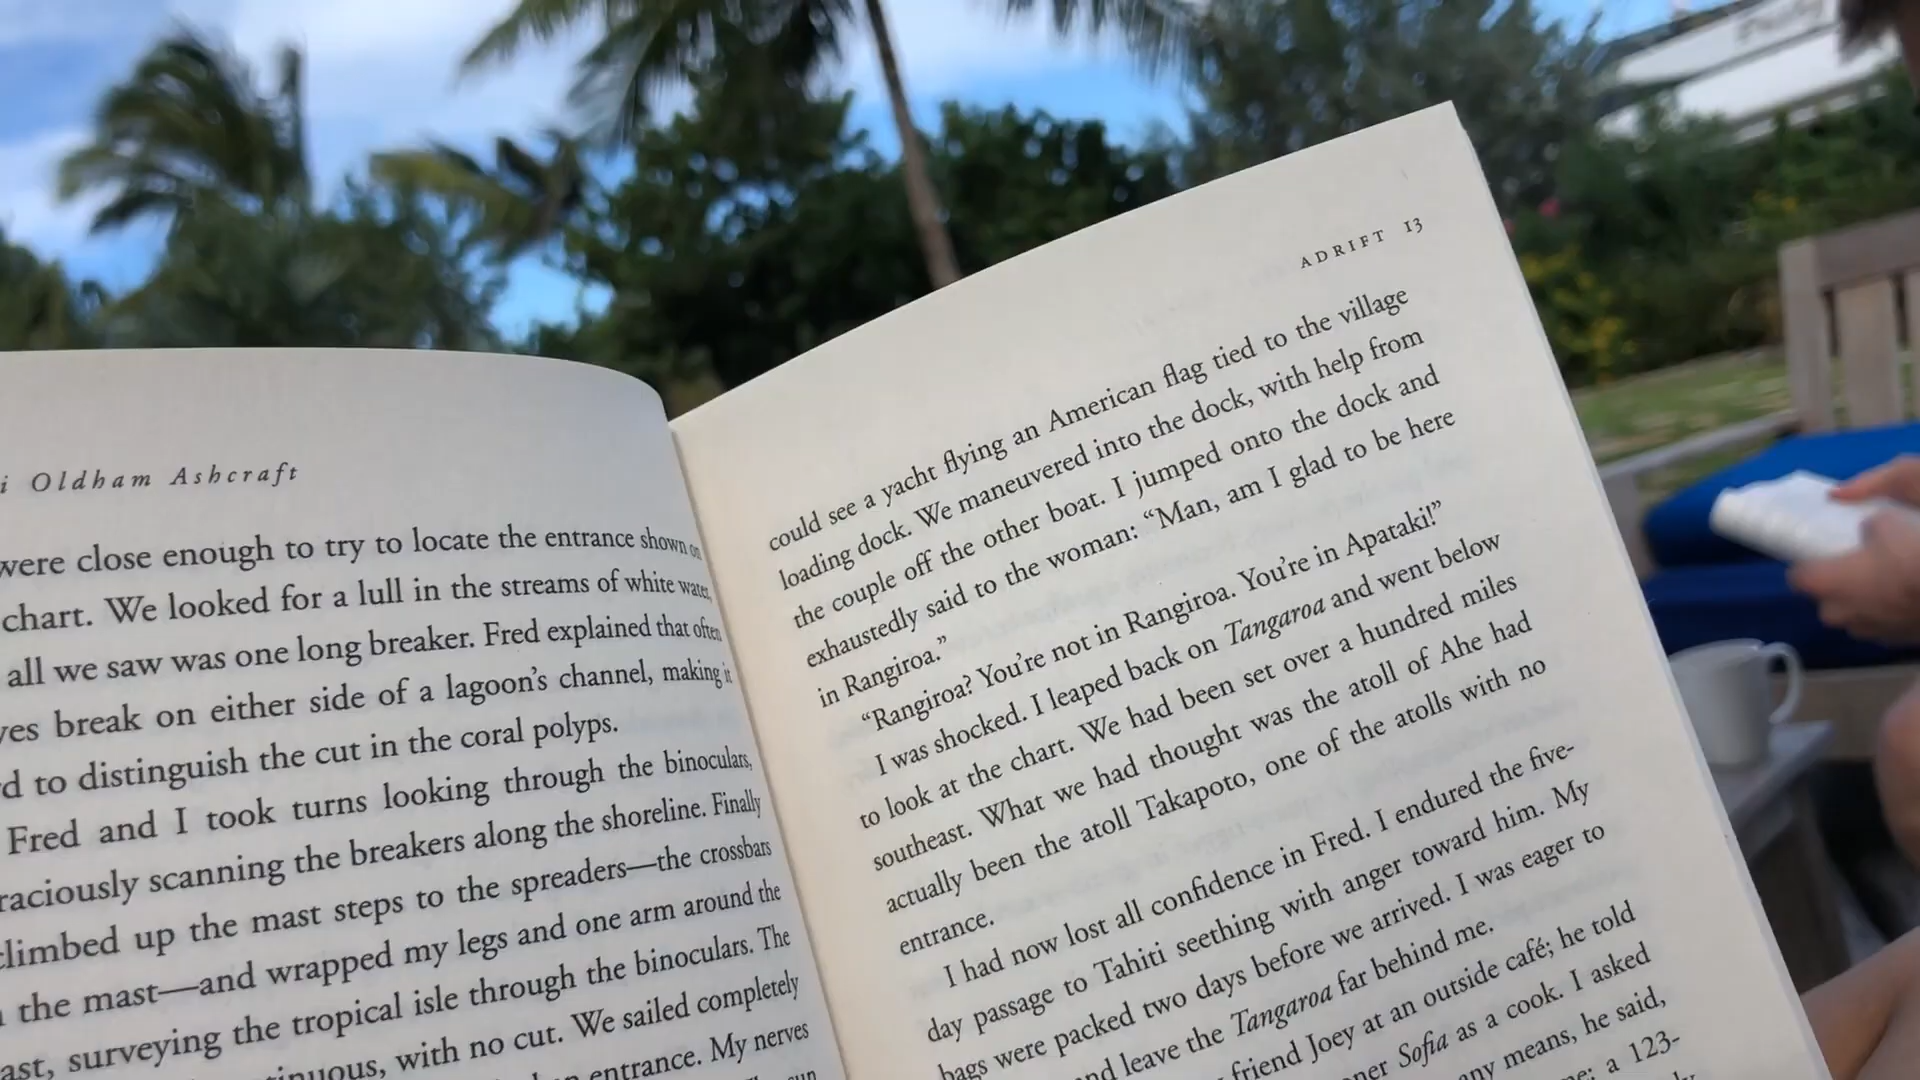 i Oldham Ashcraft
were close enough to try to locate the entrance shown on
chart. We looked for a lull in the streams of white water,
all we saw was one long breaker. Fred explained that often
ves break on either side of a lagoon's channel, making it
rd to distinguish the cut in the coral polyps.
Fred and I took turns looking through the binoculars,
raciously scanning the breakers along the shoreline. Finally
climbed up the mast steps to the spreaders—the crossbars
the mast—and wrapped my legs and one arm around the
ast, surveying the tropical isle through the binoculars. The
tinuous, with no cut. We sailed completely
entrance. My nerves
sun
ADRIFT 13
could see a yacht flying an American flag tied to the village
loading dock. We maneuvered into the dock, with help from
the couple off the other boat. I jumped onto the dock and
exhaustedly said to the woman: “Man, am I glad to be here
in Rangiroa.”
“Rangiroa? You're not in Rangiroa. You're in Apataki!”
I was shocked. I leaped back on Tangaroa and went below
to look at the chart. We had been set over a hundred miles
southeast. What we had thought was the atoll of Ahe had
actually been the atoll Takapoto, one of the atolls with no
entrance.
I had now lost all confidence in Fred. I endured the five-
day passage to Tahiti seething with anger toward him. My
bags were packed two days before we arrived. I was eager to
nd leave the Tangaroa far behind me.
friend Joey at an outside café; he told
ner Sofia as a cook. I asked
any means, he said,
e: a 123-